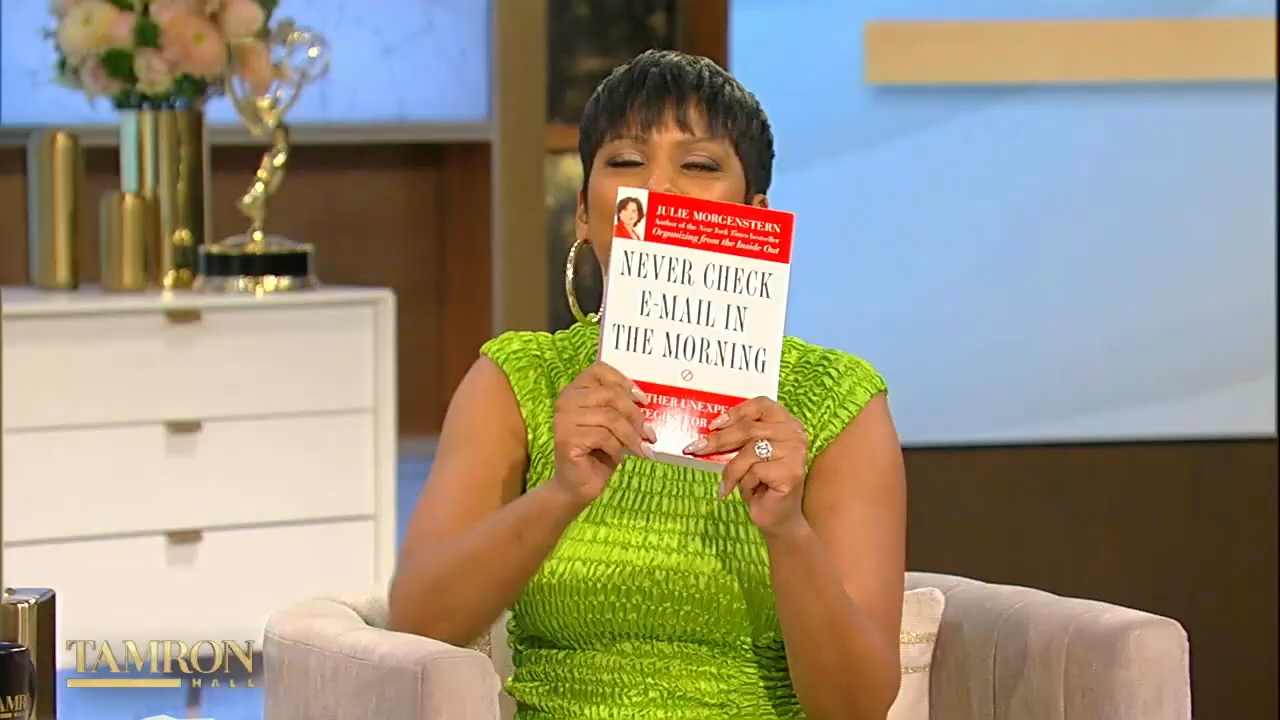 JULIE MORGENSTERN
Author of the New York Times bestseller
Organizing from the Inside Out
NEVER CHECK
E-MAIL IN
THE MORNING
TAMRON
HALL